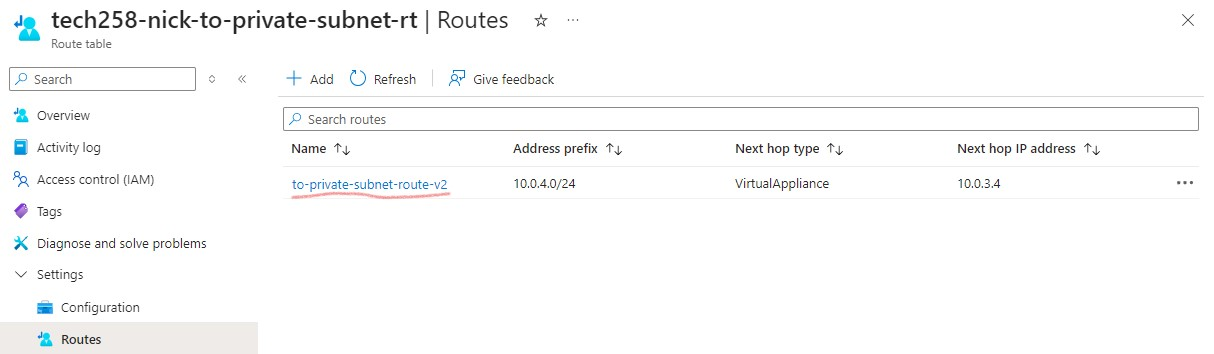 tech258-nick-to-private-subnet-rt | Routes
Route table
Search
Overview
Activity log
Access control (IAM)
Tags
Diagnose and solve problems
Settings
Configuration
Routes
Add Refresh Give feedback
Search routes
Name Address prefix Next hop type Next hop IP address
to-private-subnet-route-v2 10.0.4.0/24 VirtualAppliance 10.0.3.4